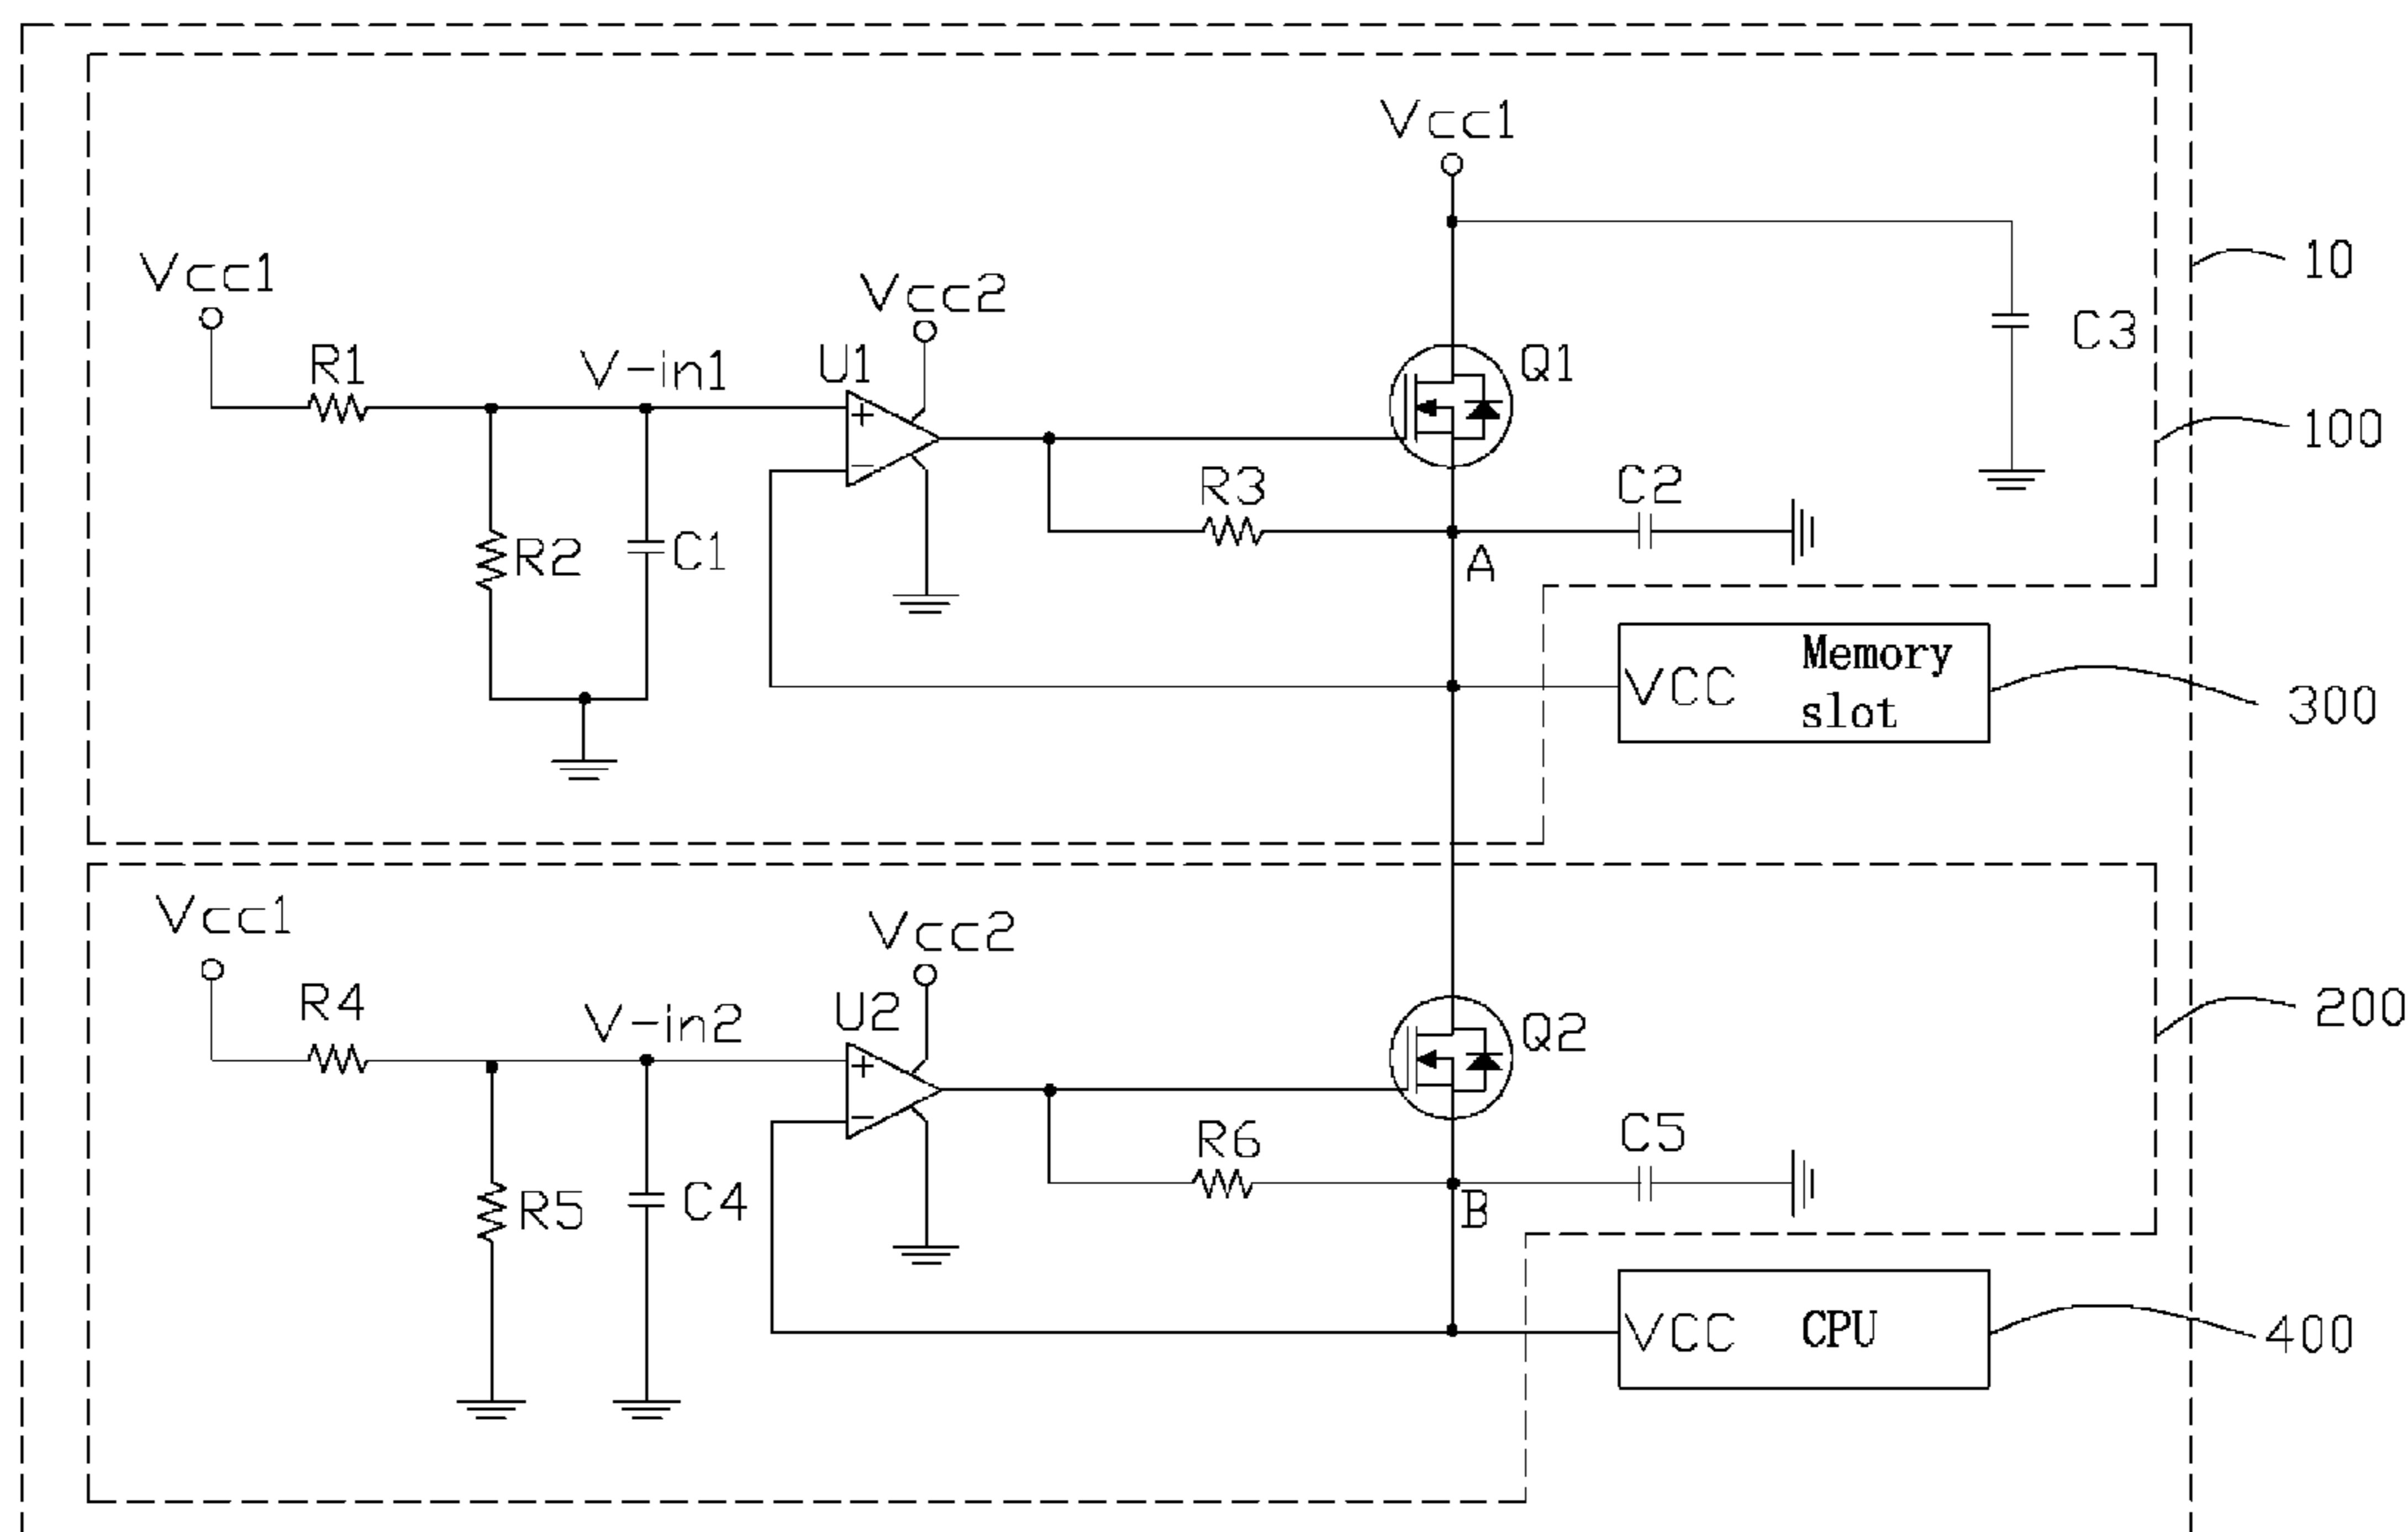 Vcc1
10
Vcc1
Vcc2
C3
R1
V-in1
U1
+
−
Q1
100
R3
C2
R2
C1
A
VCC
Memory
slot
300
Vcc1
Vcc2
R4
V-in2
U2
+
−
Q2
200
R6
C5
R5
C4
B
VCC
CPU
400